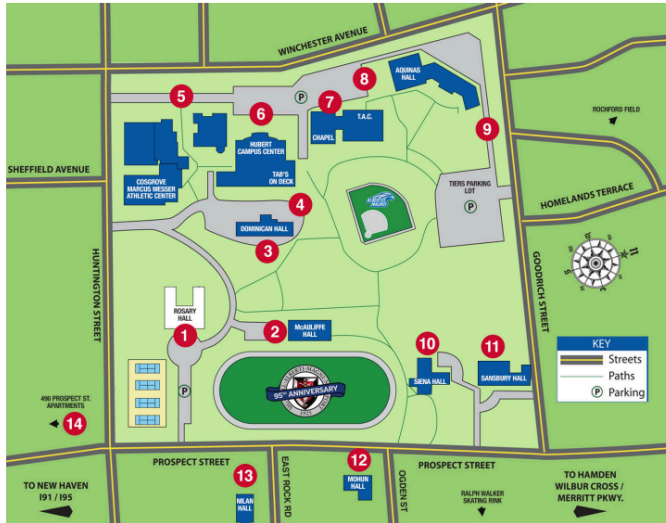 WINCHESTER AVENUE
AQUINAS
HALL
8
5
P
7
6
T.A.C.
CHAPEL
9
ROCHFORD FIELD
HUBERT
CAMPUS CENTER
TAB'S
ON DECK
SHEFFIELD AVENUE
COSGROVE
MARCUS MESSER
ATHLETIC CENTER
TIERS PARKING
LOT
P
HOMELANDS TERRACE
4
ALBERTUS
MAGNUS
DOMINICAN HALL
3
HUNTINGTON STREET
GOODRICH STREET
N
ROSARY
HALL
1
2
McAULIFFE
HALL
10
11
SIENA HALL
SANSBURY HALL
KEY
Streets
Paths
P
Parking
P
95TH ANNIVERSARY
490 PROSPECT ST.
APARTMENTS
14
PROSPECT STREET
PROSPECT STREET
13
12
TO NEW HAVEN
I91 / I95
NILAN
HALL
EAST ROCK RD
MOHUN
HALL
OGDEN ST
RALPH WALKER
SKATING RINK
TO HAMDEN
WILBUR CROSS /
MERRITT PKWY.